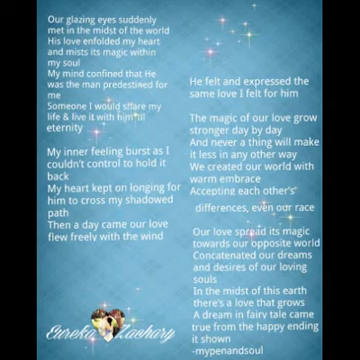 Our glazing eyes suddenly
met in the midst of the world
His love enfolded my heart
and mists its magic within
my soul
My mind confined that He
was the man predestined for
me
Someone I would share my
life & live it with him til
eternity
My inner feeling burst as I
couldn't control to hold it
back
My heart kept on longing for
him to cross my shadowed
path
Then a day came our love
flew freely with the wind
He felt and expressed the
same love I felt for him
The magic of our love grow
stronger day by day
And never a thing will make
it less in any other way
We created our world with
warm embrace
Accepting each other's
differences, even our race
Our love spread its magic
towards our opposite world
Concatenated our dreams
and desires of our loving
souls
In the midst of this earth
there's a love that grows
A dream in fairy tale came
true from the happy ending
it shown
-mypenandsoul
Eureka Zachary